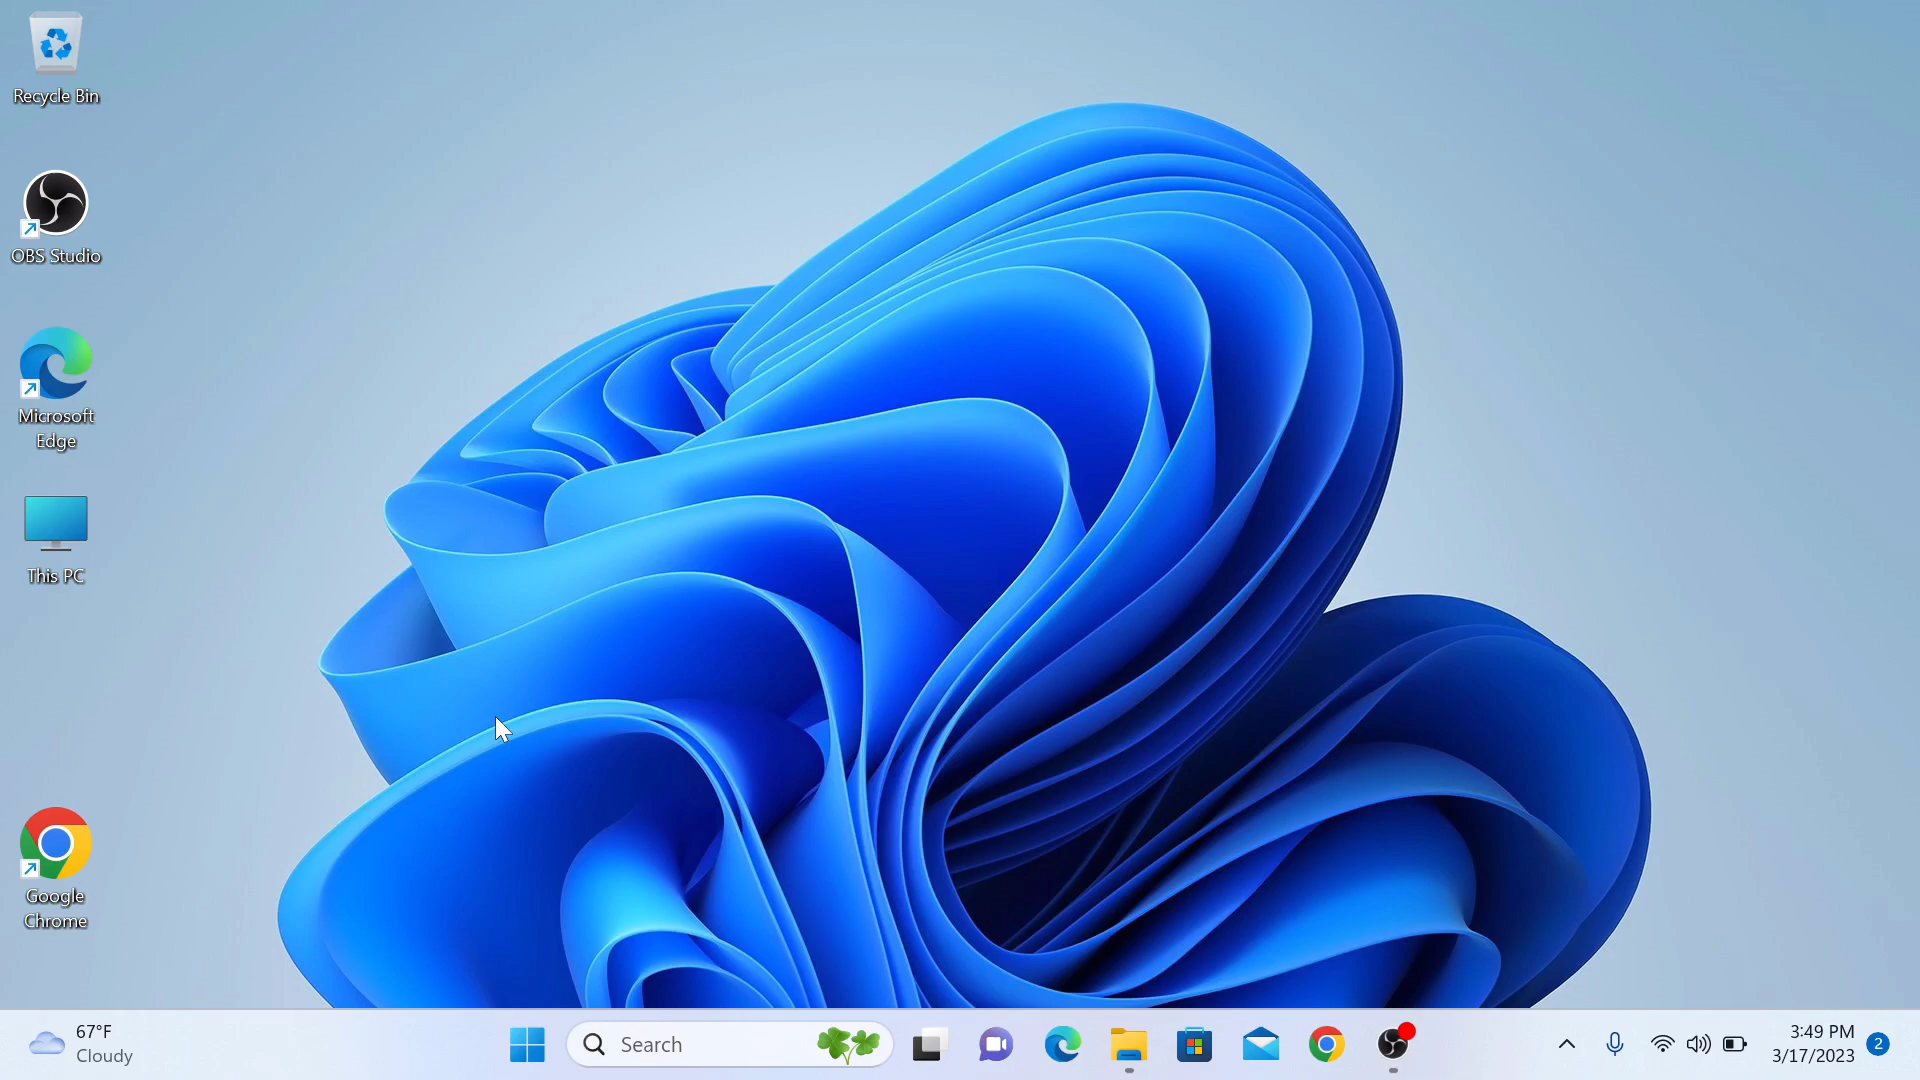 Recycle Bin
OBS Studio
Microsoft
Edge
This PC
Google
Chrome
67°F
Cloudy
Search
3:49 PM
3/17/2023
2